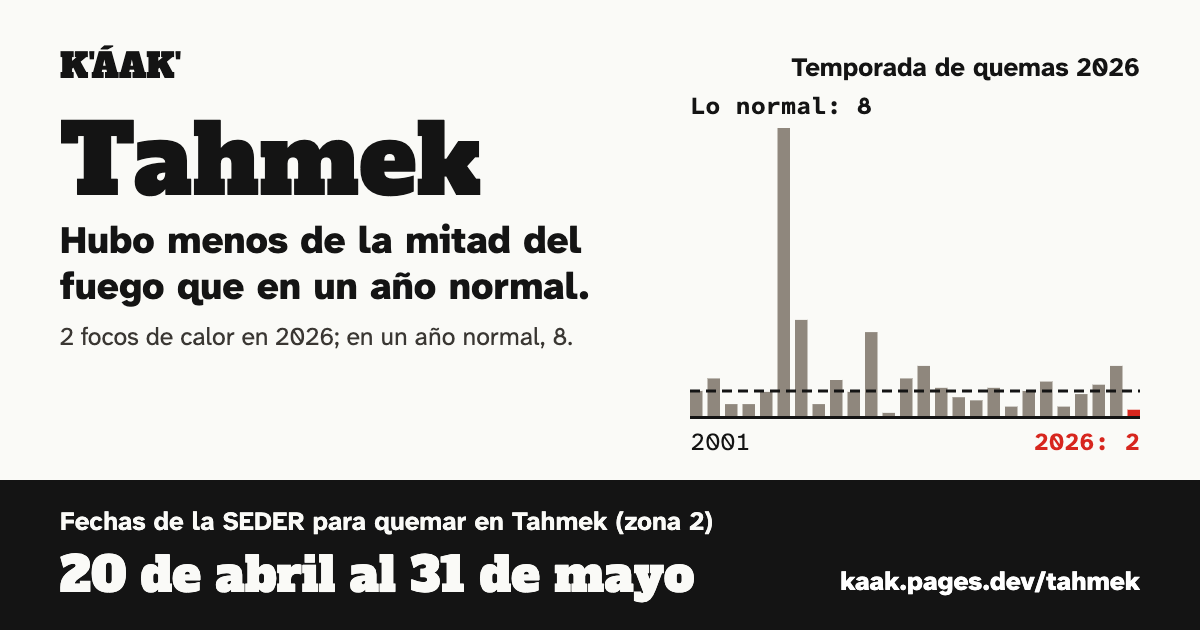 K'ÁAK'
Tahmek
Hubo menos de la mitad del
fuego que en un año normal.
2 focos de calor en 2026; en un año normal, 8.
Temporada de quemas 2026
Lo normal: 8
2001
2026: 2
Fechas de la SEDER para quemar en Tahmek (zona 2)
20 de abril al 31 de mayo
kaak.pages.dev/tahmek